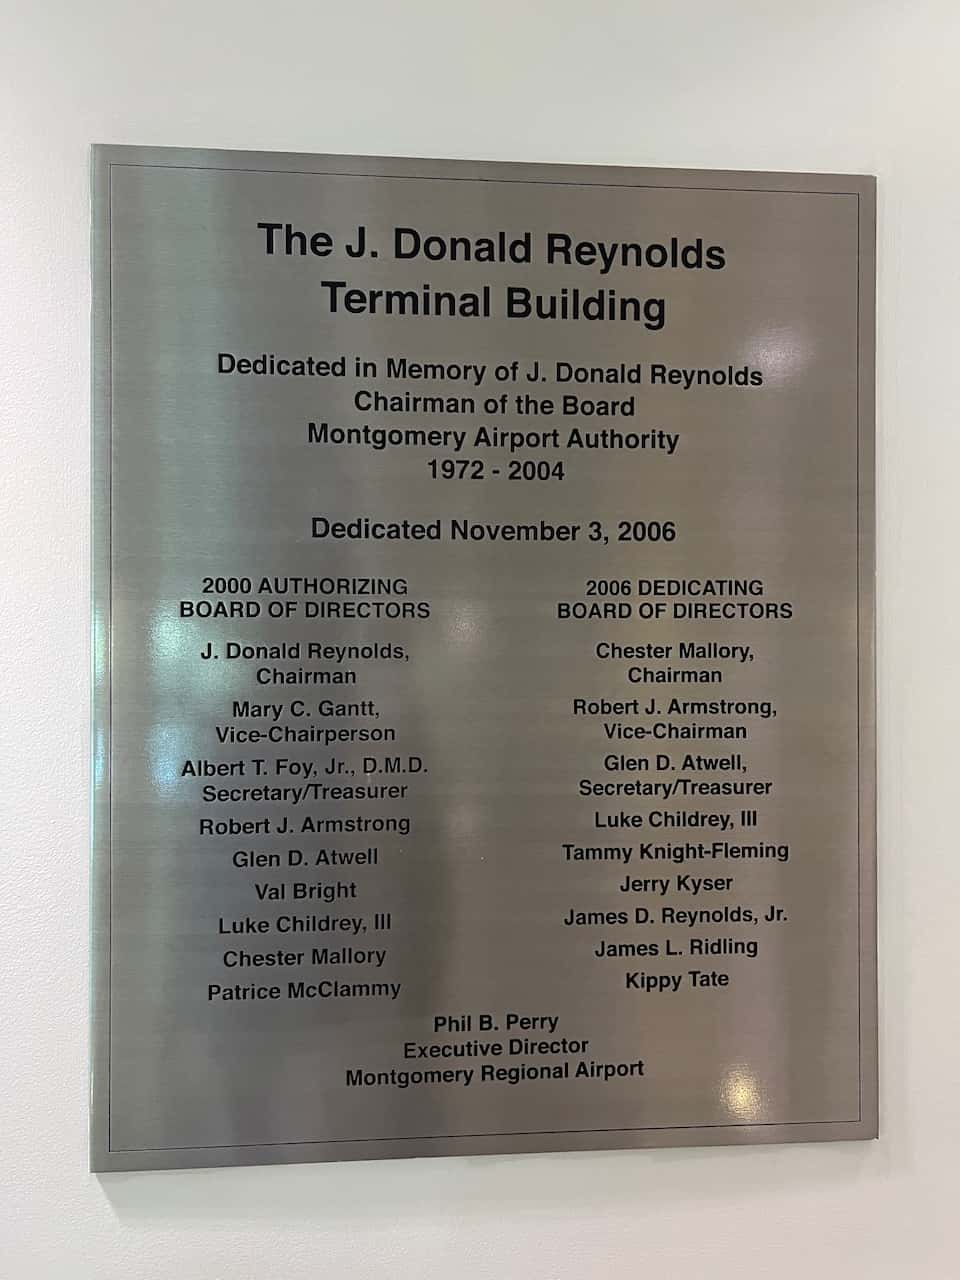 The J. Donald Reynolds
Terminal Building
Dedicated in Memory of J. Donald Reynolds
Chairman of the Board
Montgomery Airport Authority
1972 - 2004
Dedicated November 3, 2006
2000 AUTHORIZING
BOARD OF DIRECTORS
J. Donald Reynolds,
Chairman
Mary C. Gantt,
Vice-Chairperson
Albert T. Foy, Jr., D.M.D.
Secretary/Treasurer
Robert J. Armstrong
Glen D. Atwell
Val Bright
Luke Childrey, III
Chester Mallory
Patrice McClammy
2006 DEDICATING
BOARD OF DIRECTORS
Chester Mallory,
Chairman
Robert J. Armstrong,
Vice-Chairman
Glen D. Atwell,
Secretary/Treasurer
Luke Childrey, III
Tammy Knight-Fleming
Jerry Kyser
James D. Reynolds, Jr.
James L. Ridling
Kippy Tate
Phil B. Perry
Executive Director
Montgomery Regional Airport